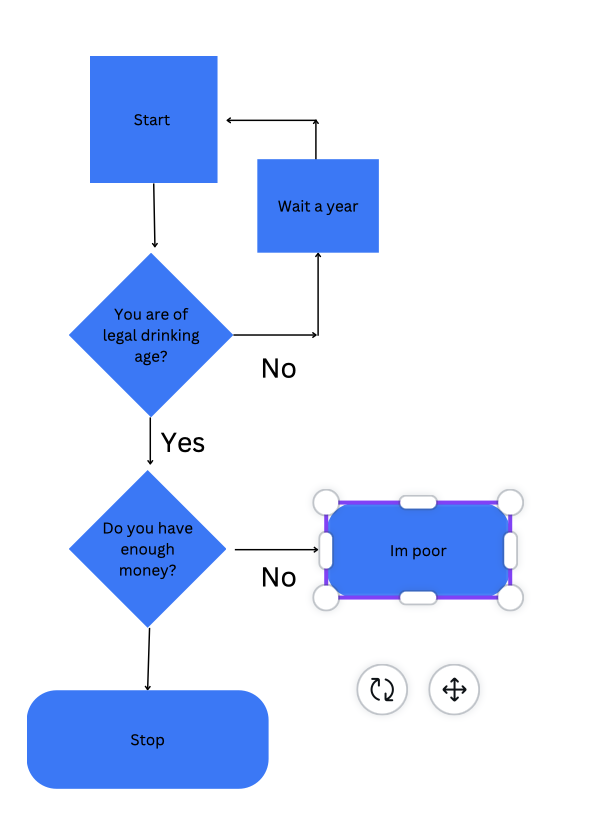 Start
Wait a year
You are of
legal drinking
age?
No
Yes
Do you have
enough
money?
Im poor
No
Stop